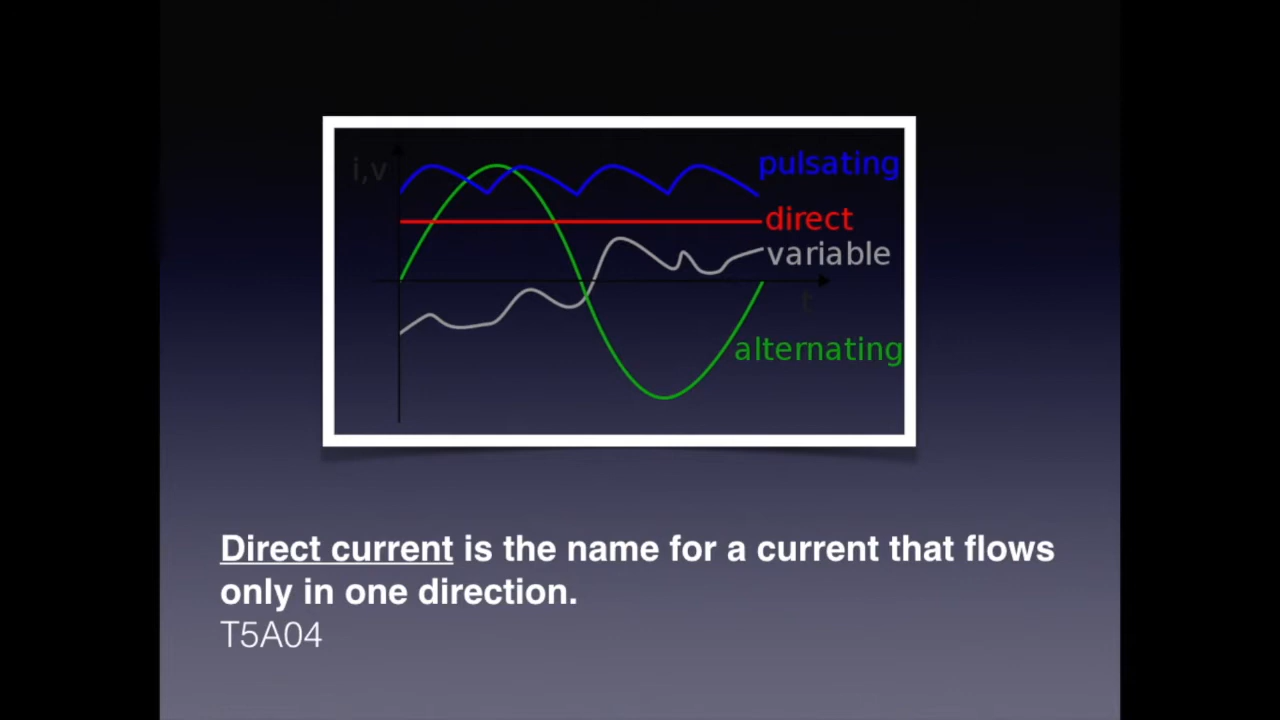 i,v
pulsating
direct
variable
t
alternating
Direct current is the name for a current that flows
only in one direction.
T5A04